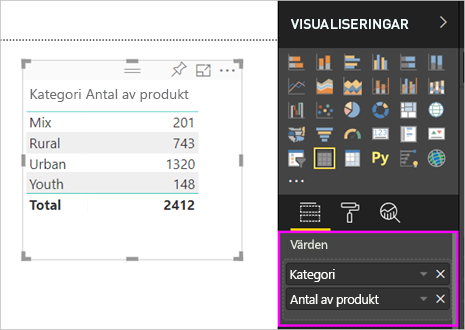 VISUALISERINGAR
Kategori Antal av produkt
Mix 201
Rural 743
Urban 1320
Youth 148
Total 2412
Py
Värden
Kategori
Antal av produkt